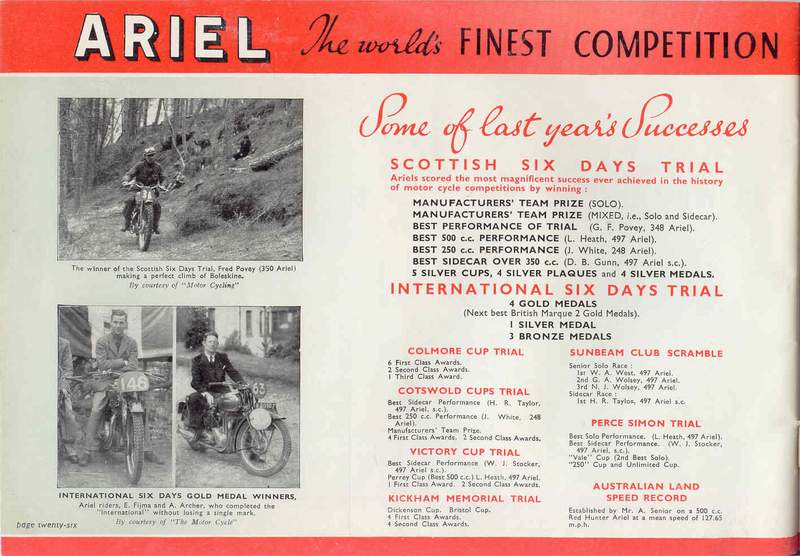 ARIEL The world's FINEST COMPETITION
The winner of the Scottish Six Days Trial, Fred Povey (350 Ariel)
making a perfect climb of Boleskine.
By courtesy of "Motor Cycling"
148
63
INTERNATIONAL SIX DAYS GOLD MEDAL WINNERS,
Ariel riders, E. Fijma and A. Archer, who completed the
"International" without losing a single mark.
By courtesy of "The Motor Cycle"
page twenty-six
Some of last year's Successes
SCOTTISH SIX DAYS TRIAL
Ariels scored the most magnificent success ever achieved in the history
of motor cycle competitions by winning :
MANUFACTURERS' TEAM PRIZE (SOLO).
MANUFACTURERS' TEAM PRIZE (MIXED, i.e., Solo and Sidecar).
BEST PERFORMANCE OF TRIAL (G. F. Povey, 348 Ariel).
BEST 500 c.c. PERFORMANCE (L. Heath, 497 Ariel).
BEST 250 c.c. PERFORMANCE (J. White, 248 Ariel).
BEST SIDECAR OVER 350 c.c. (D. B. Gunn, 497 Ariel s.c.).
5 SILVER CUPS, 4 SILVER PLAQUES and 4 SILVER MEDALS.
INTERNATIONAL SIX DAYS TRIAL
4 GOLD MEDALS
(Next best British Marque 2 Gold Medals).
1 SILVER MEDAL
3 BRONZE MEDALS
COLMORE CUP TRIAL
6 First Class Awards.
2 Second Class Awards.
1 Third Class Award.
COTSWOLD CUPS TRIAL
Best Sidecar Performance (H. R. Taylor,
497 Ariel, s.c.).
Best 250 c.c. Performance (J. White, 248
Ariel).
Manufacturers' Team Prize.
4 First Class Awards. 2 Second Class Awards.
VICTORY CUP TRIAL
Best Sidecar Performance (W. J. Stocker,
497 Ariel s.c.).
Perrey Cup (Best 500 c.c.) L. Heath, 497 Ariel.
1 First Class Award. 2 Second Class Awards.
KICKHAM MEMORIAL TRIAL
Dickenson Cup. Bristol Cup.
4 First Class Awards.
4 Second Class Awards.
SUNBEAM CLUB SCRAMBLE
Senior Solo Race :
1st W. A. West, 497 Ariel.
2nd G. A. Wolsey, 497 Ariel.
3rd N. J. Wolsey, 497 Ariel.
Sidecar Race :
1st H. R. Taylor, 497 Ariel s.c.
PERCE SIMON TRIAL
Best Solo Performance. (L. Heath, 497 Ariel).
Best Sidecar Performance. (W. J. Stocker,
497 Ariel, s.c.).
"Vale" Cup (2nd Best Solo).
"250" Cup and Unlimited Cup.
AUSTRALIAN LAND
SPEED RECORD
Established by Mr. A. Senior on a 500 c.c.
Red Hunter Ariel at a mean speed of 127.65
m.p.h.